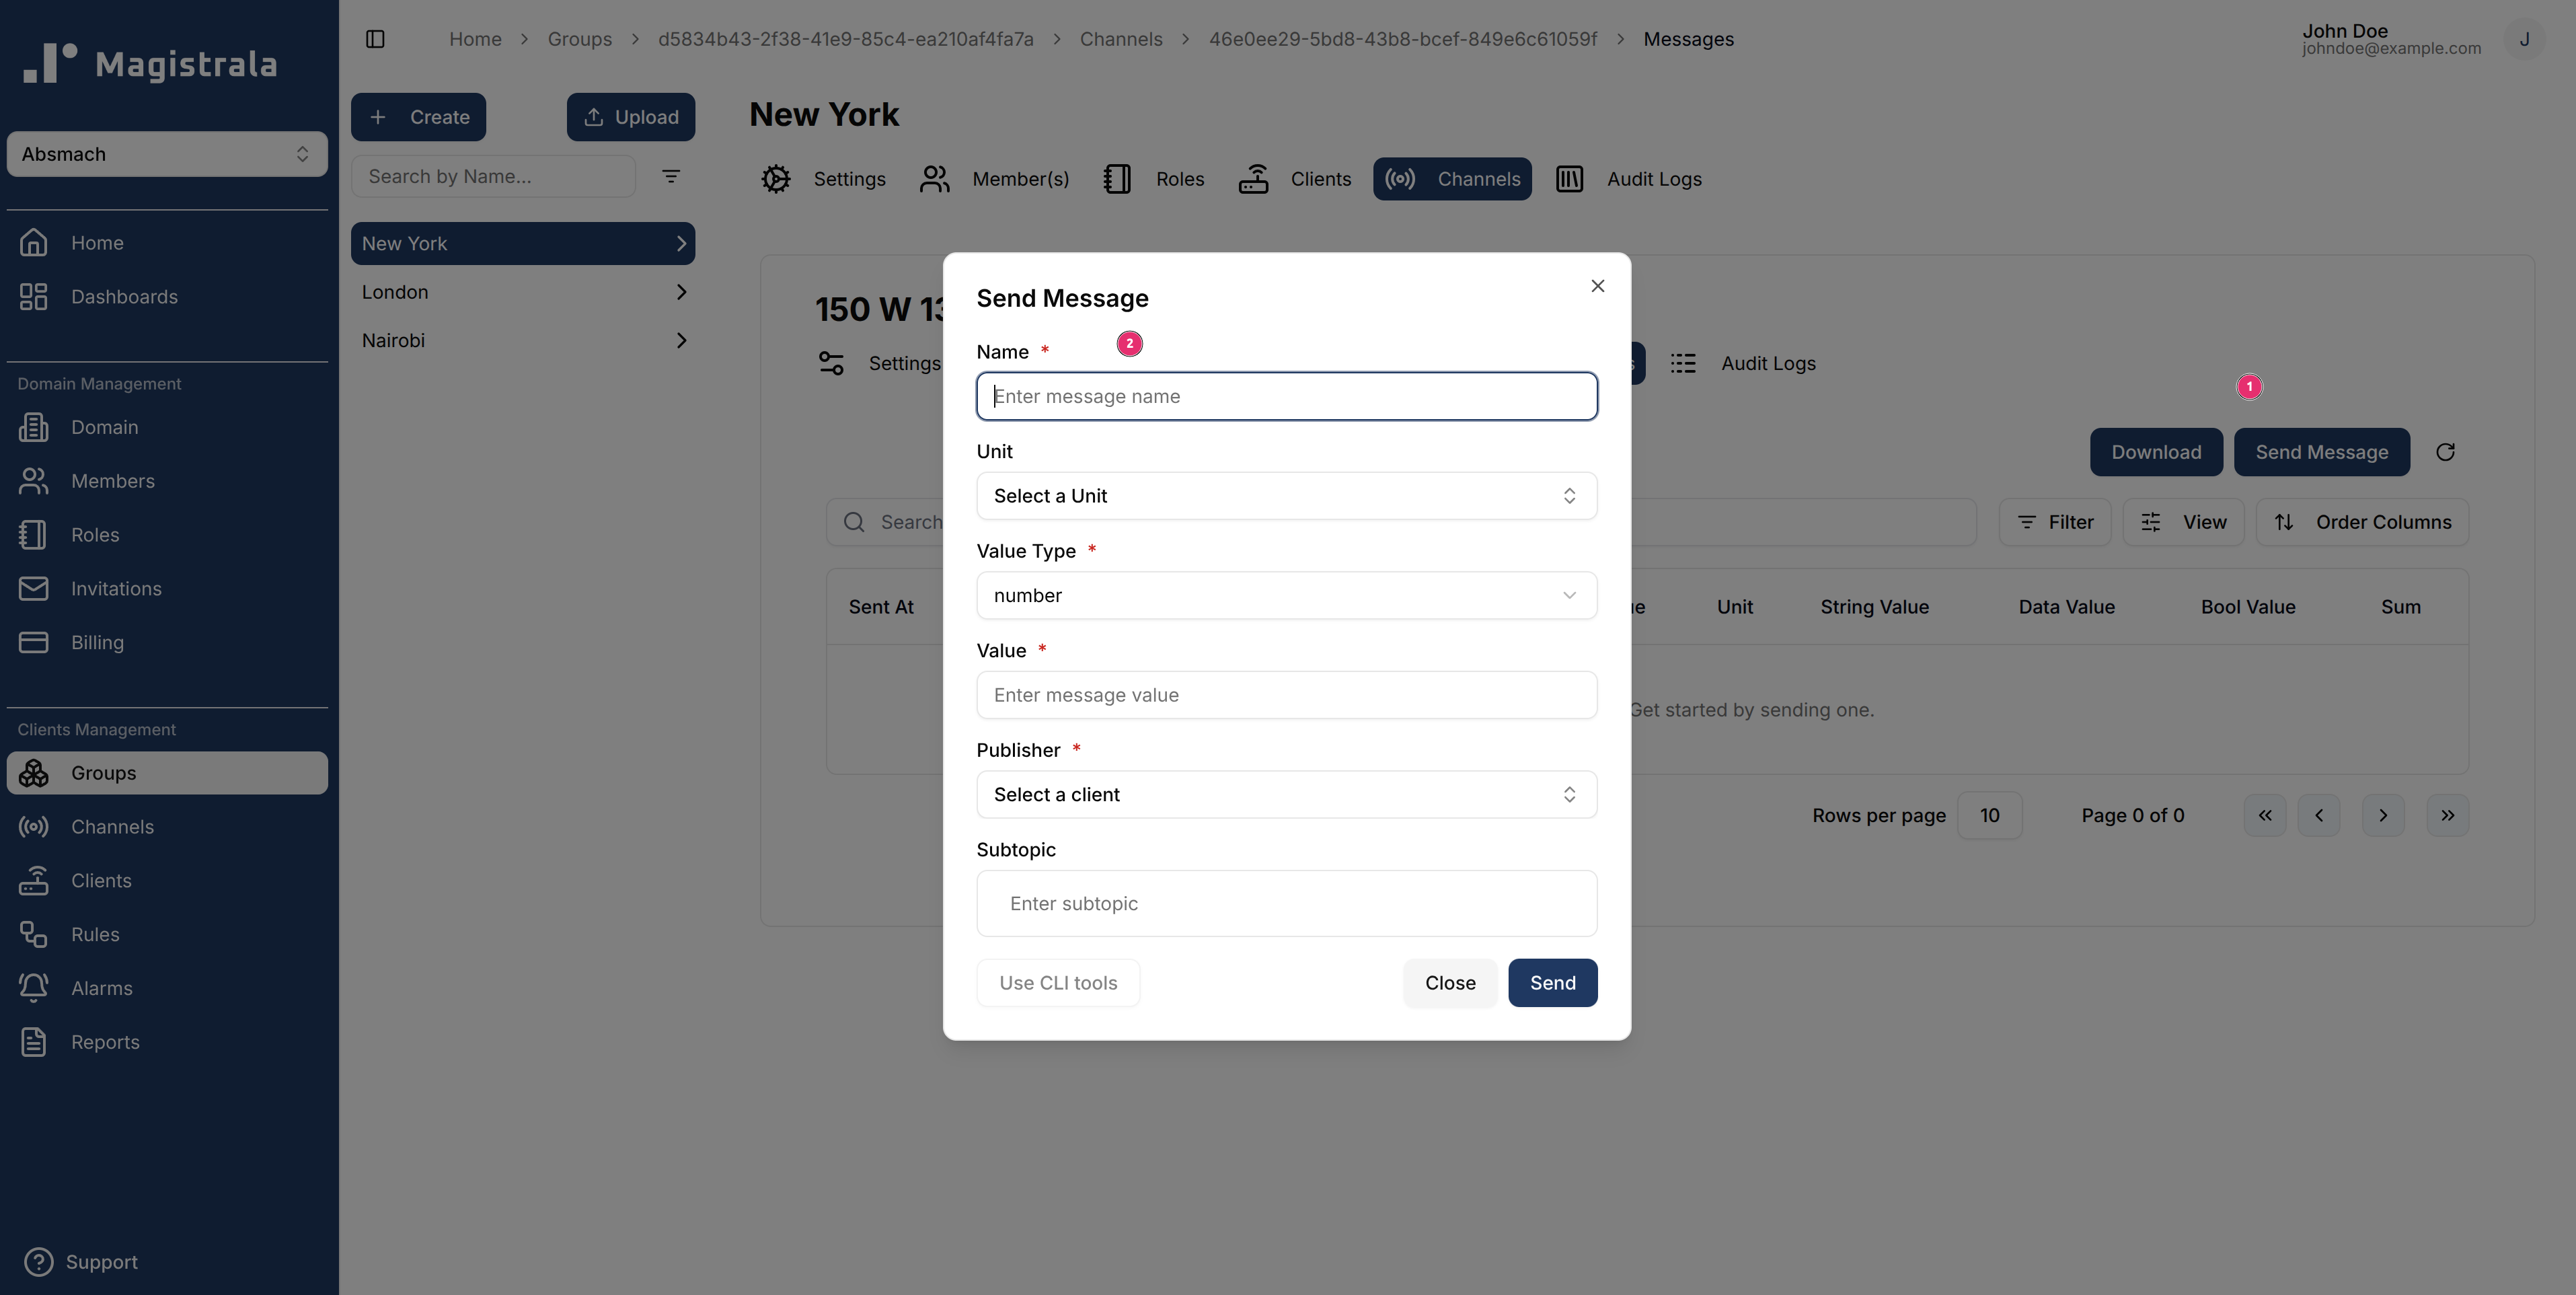 Magistrala
Absmach
Home
Dashboards
Domain Management
Domain
Members
Roles
Invitations
Billing
Clients Management
Groups
Channels
Clients
Rules
Alarms
Reports
Support
Home > Groups > d5834b43-2f38-41e9-85c4-ea210af4fa7a > Channels > 46e0ee29-5bd8-43b8-bcef-849e6c61059f > Messages
John Doe
johndoe@example.com
J
Create
Upload
Search by Name...
New York
London
Nairobi
New York
Settings
Member(s)
Roles
Clients
Channels
Audit Logs
150 W
Settings
Audit Logs
1
Download
Send Message
Search
Filter
View
Order Columns
Sent At
Unit
String Value
Data Value
Bool Value
Sum
Get started by sending one.
Rows per page
10
Page 0 of 0
Send Message
2
Name *
Enter message name
Unit
Select a Unit
Value Type *
number
Value *
Enter message value
Publisher *
Select a client
Subtopic
Enter subtopic
Use CLI tools
Close
Send